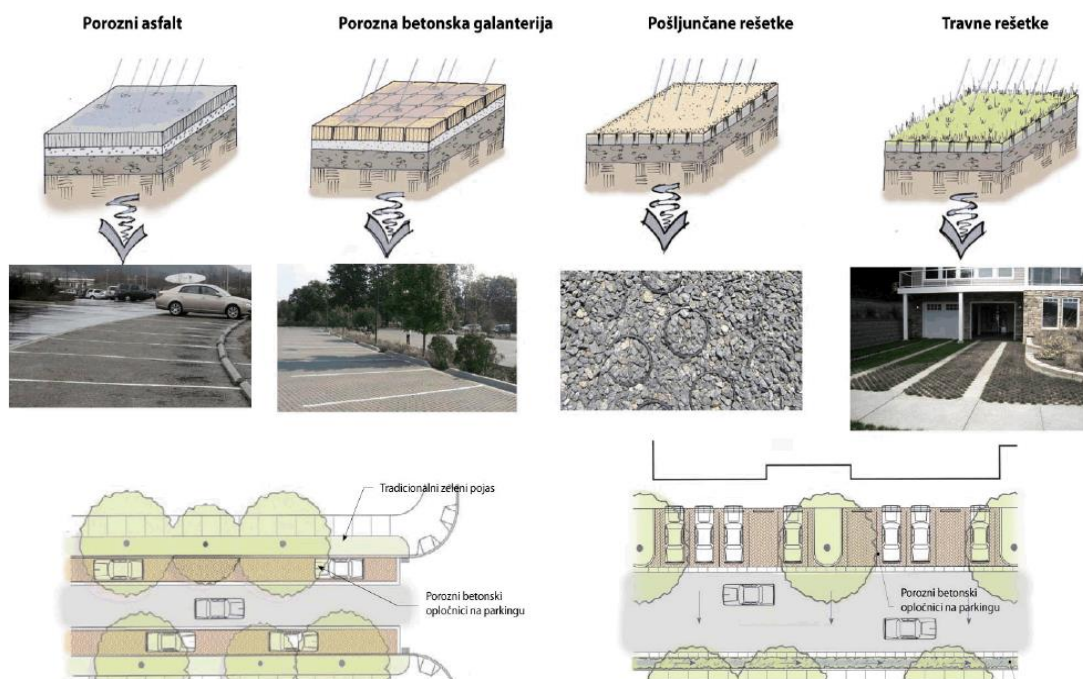 Porozni asfalt
Porozna betonska galanterija
Pošljunčane rešetke
Travne rešetke
Tradicionalni zeleni pojas
Porozni betonski
opločnici na parkingu
Porozni betonski
opločnici na parkingu